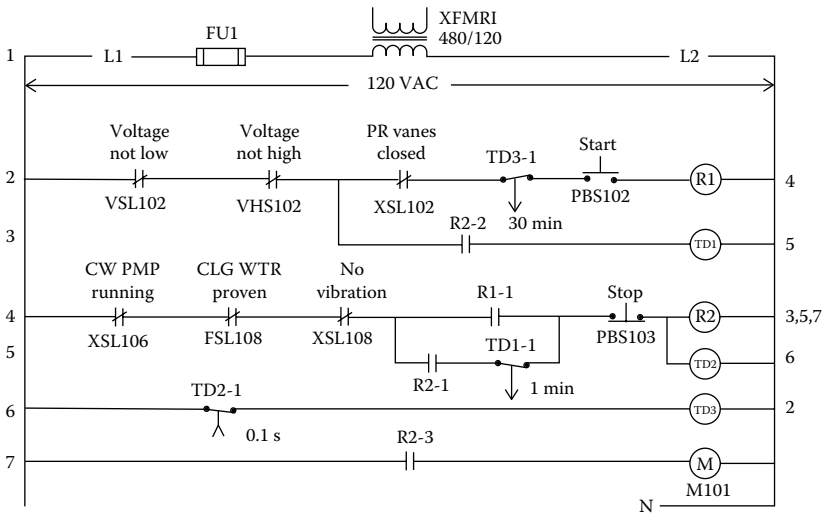 XFMRI
480/120
FU1
1
L1
L2
120 VAC
Voltage
not low
Voltage
not high
PR vanes
closed
TD3-1
Start
2
R1
4
VSL102
VHS102
XSL102
PBS102
30 min
R2-2
3
TD1
5
CW PMP
running
CLG WTR
proven
No
vibration
R1-1
Stop
4
R2
3,5,7
XSL106
FSL108
XSL108
PBS103
TD1-1
5
TD2
6
R2-1
1 min
TD2-1
6
TD3
2
0.1 s
R2-3
7
M
M101
N